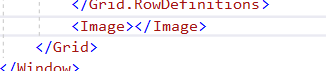 </Grid.RowDefinitions>
<Image></Image>
</Grid>
</Window>